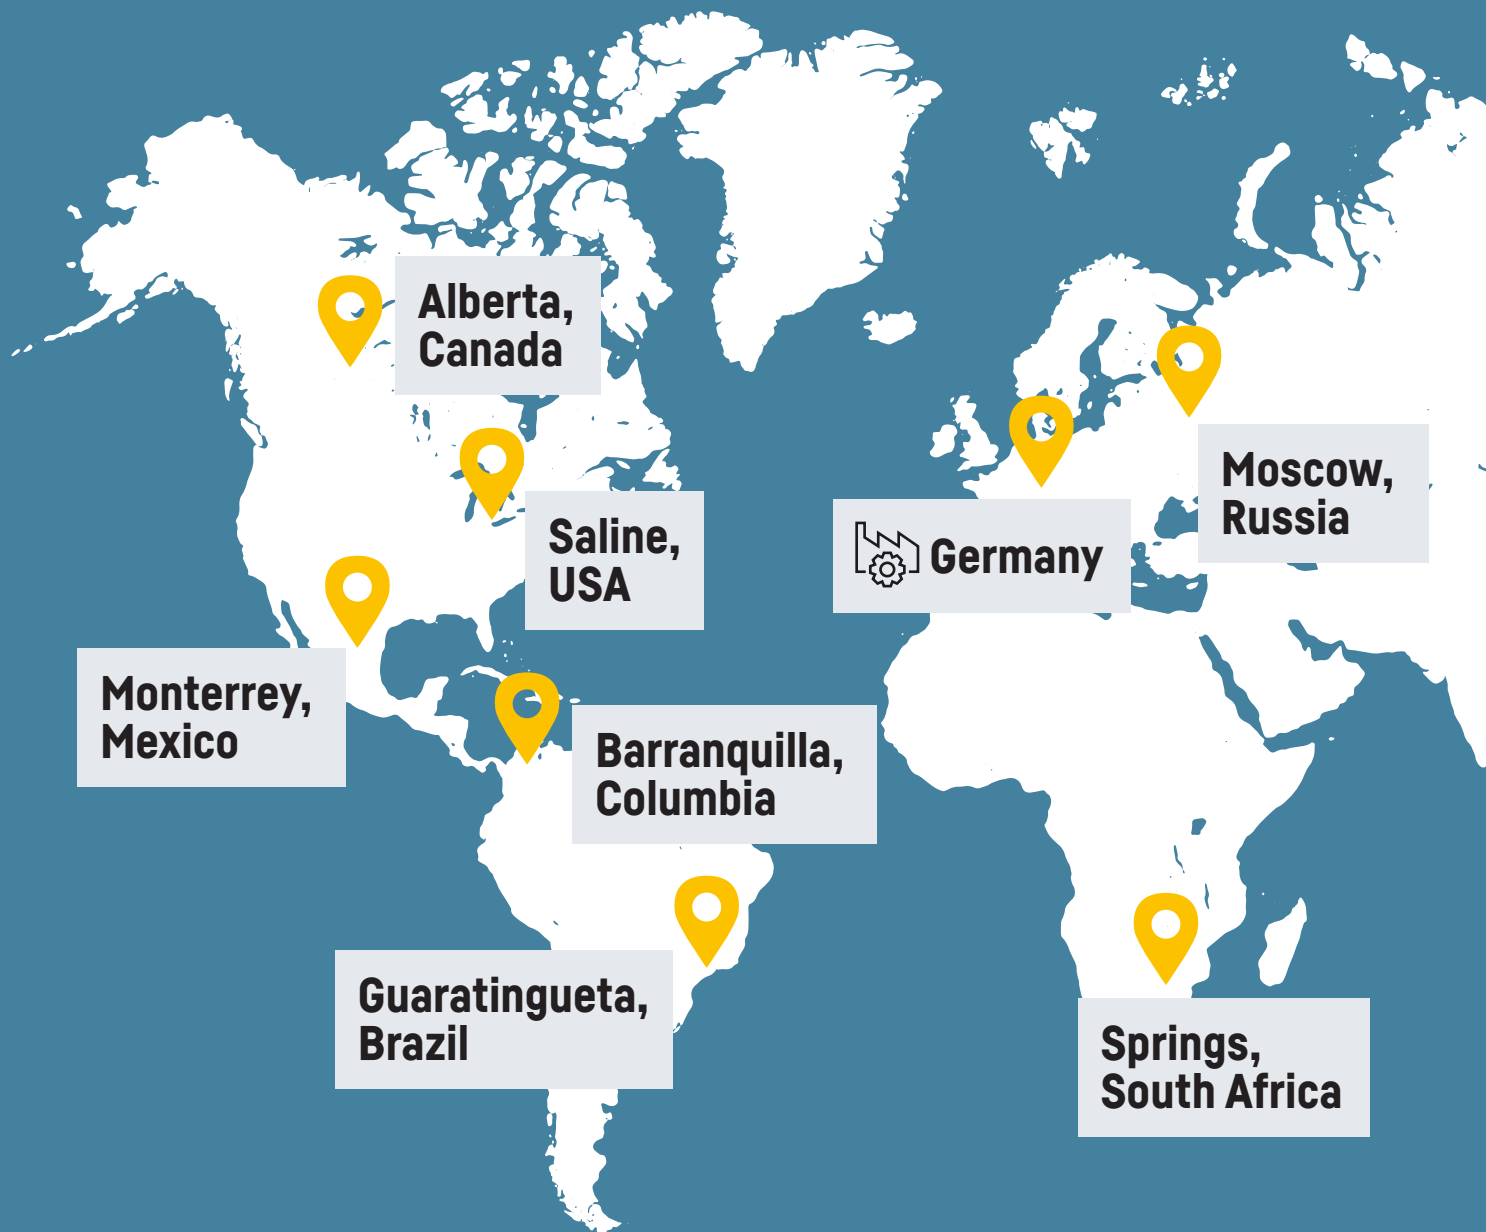 Alberta,
Canada
Saline,
USA
Moscow,
Russia
Germany
Monterrey,
Mexico
Barranquilla,
Columbia
Guaratingueta,
Brazil
Springs,
South Africa